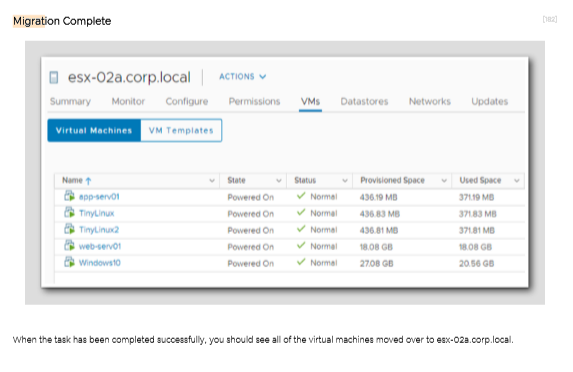 Migration Complete
[182]
esx-02a.corp.local ACTIONS
Summary Monitor Configure Permissions VMs Datastores Networks Updates
Virtual Machines VM Templates
Name State Status Provisioned Space Used Space
app-serv01 Powered On Normal 436.19 MB 371.19 MB
TinyLinux Powered On Normal 436.83 MB 371.83 MB
TinyLinux2 Powered On Normal 436.81 MB 371.81 MB
web-serv01 Powered On Normal 18.08 GB 18.08 GB
Windows10 Powered On Normal 27.08 GB 20.56 GB
When the task has been completed successfully, you should see all of the virtual machines moved over to esx-02a.corp.local.